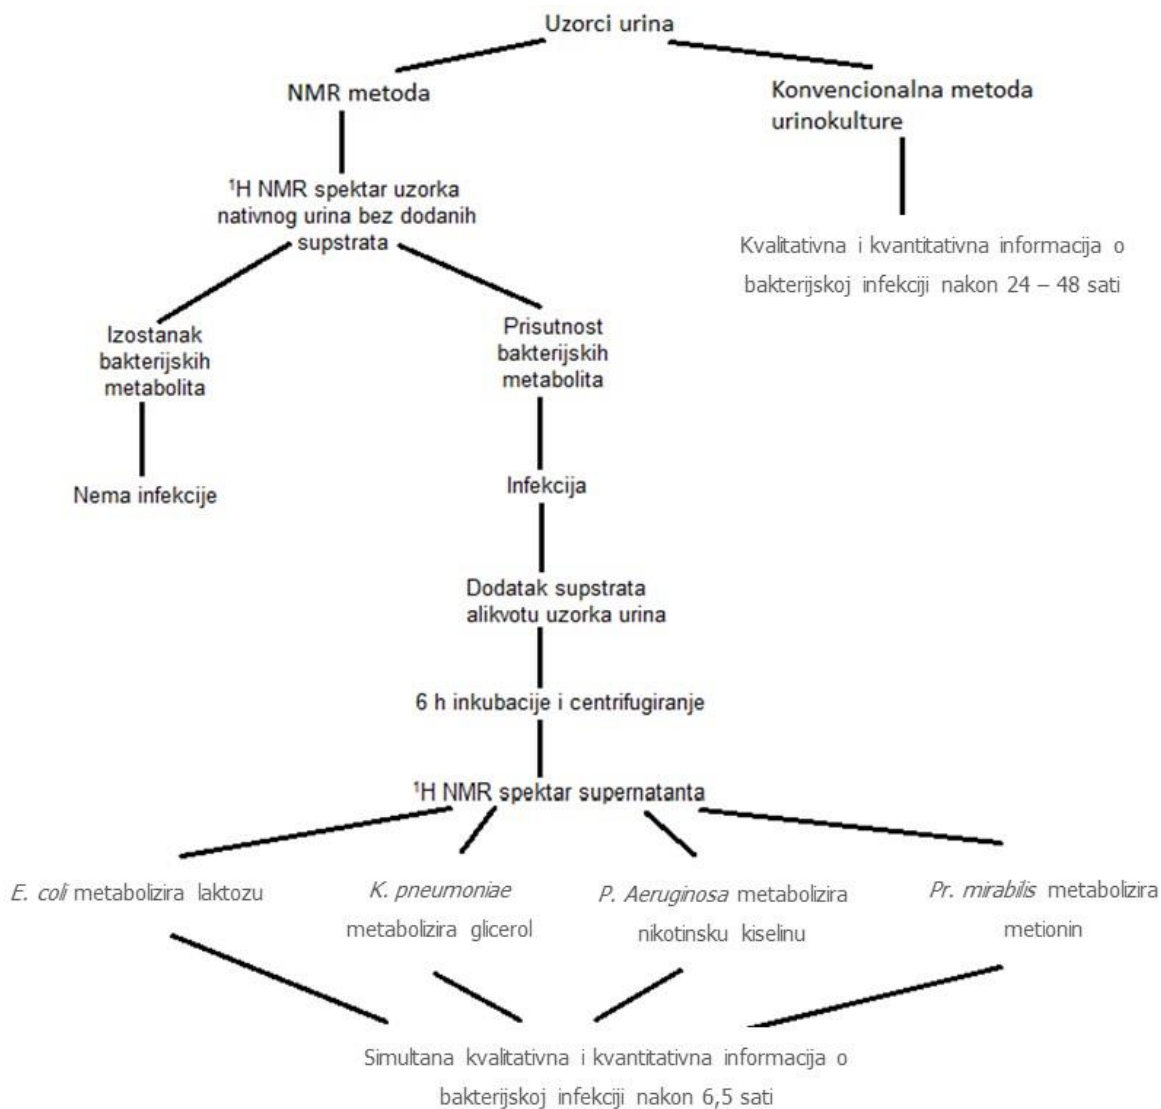 Uzorci urina
NMR metoda
Konvencionalna metoda
urinokulture
¹H NMR spektar uzorka
nativnog urina bez dodanih
supstrata
Kvalitativna i kvantitativna informacija o
bakterijskoj infekciji nakon 24 – 48 sati
Izostanak
bakterijskih
metabolita
Prisutnost
bakterijskih
metabolita
Nema infekcije
Infekcija
Dodatak supstrata
alikvotu uzorka urina
6 h inkubacije i centrifugiranje
¹H NMR spektar supernatanta
E. coli metabolizira laktozu
K. pneumoniae
metabolizira glicerol
P. Aeruginosa metabolizira
nikotinsku kiselinu
Pr. mirabilis metabolizira
metionin
Simultana kvalitativna i kvantitativna informacija o
bakterijskoj infekciji nakon 6,5 sati